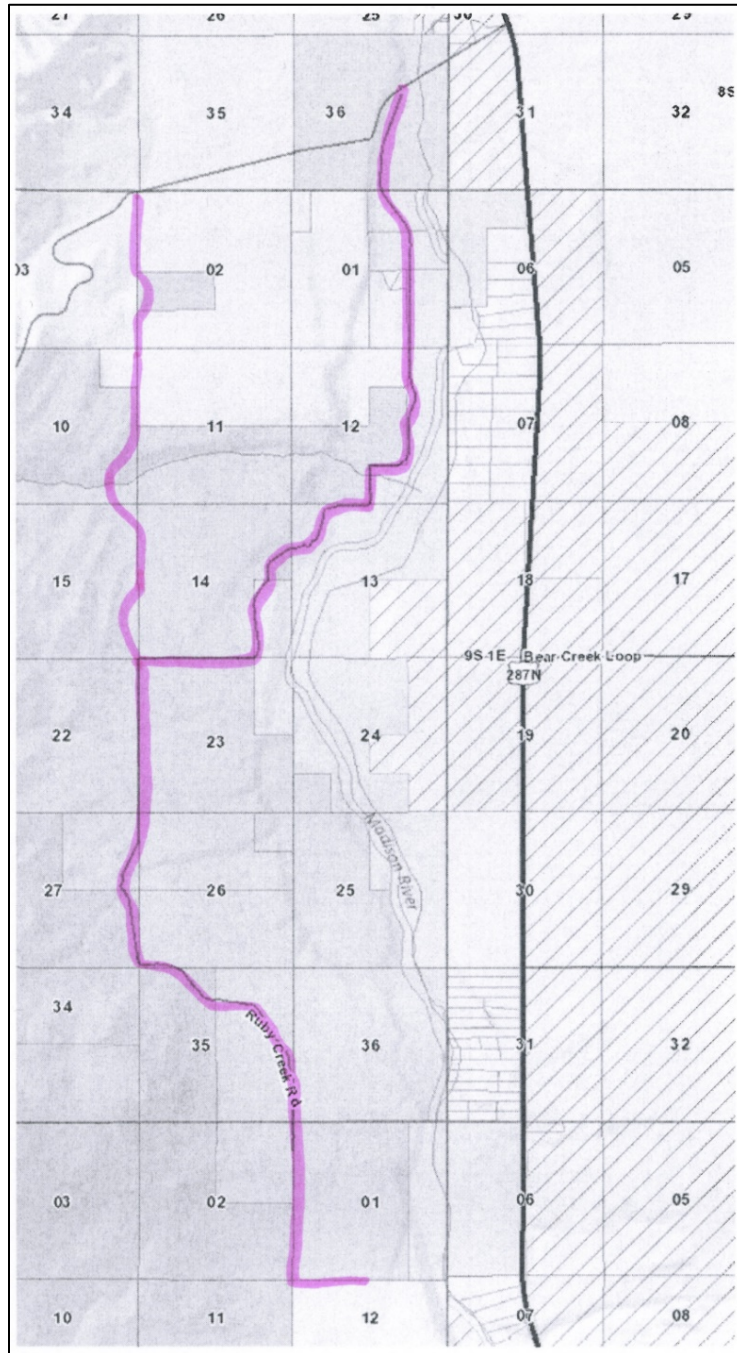 27 26 25 30 29
34 35 36 31 32
8S
03 02 01 06 05
10 11 12 07 08
15 14 13 18 17
9S 1E Bear Creek Loop
287N
22 23 24 19 20
Madison River
27 26 25 30 29
34
Ruby Creek Rd
35 36 31 32
03 02 01 06 05
10 11 12 07 08